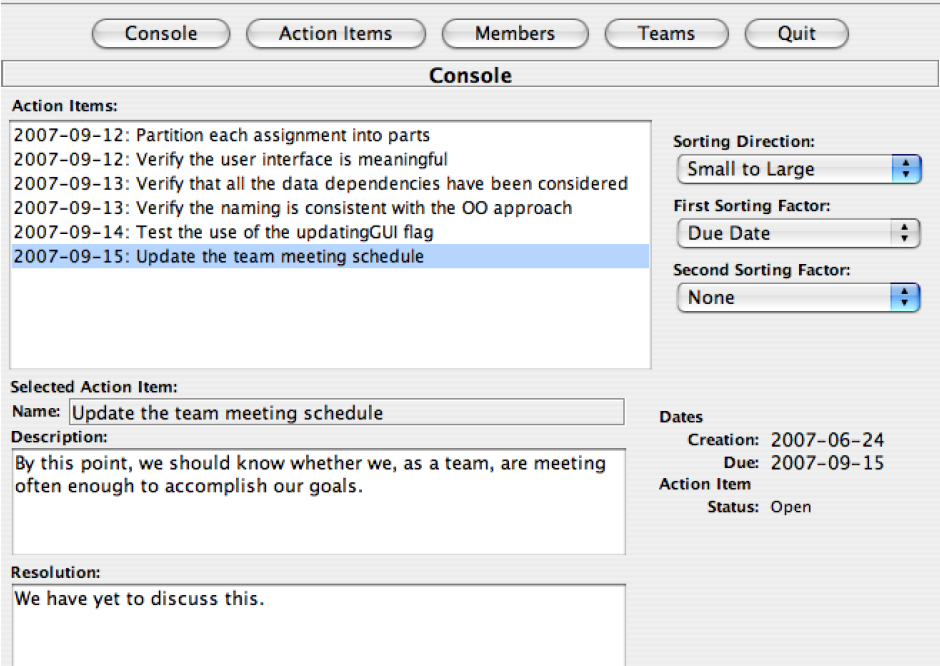 Console Action Items Members Teams Quit
Console
Action Items:
2007-09-12: Partition each assignment into parts
2007-09-12: Verify the user interface is meaningful
2007-09-13: Verify that all the data dependencies have been considered
2007-09-13: Verify the naming is consistent with the OO approach
2007-09-14: Test the use of the updatingGUI flag
2007-09-15: Update the team meeting schedule
Sorting Direction:
Small to Large
First Sorting Factor:
Due Date
Second Sorting Factor:
None
Selected Action Item:
Name: Update the team meeting schedule
Description:
By this point, we should know whether we, as a team, are meeting
often enough to accomplish our goals.
Resolution:
We have yet to discuss this.
Dates
Creation: 2007-06-24
Due: 2007-09-15
Action Item
Status: Open